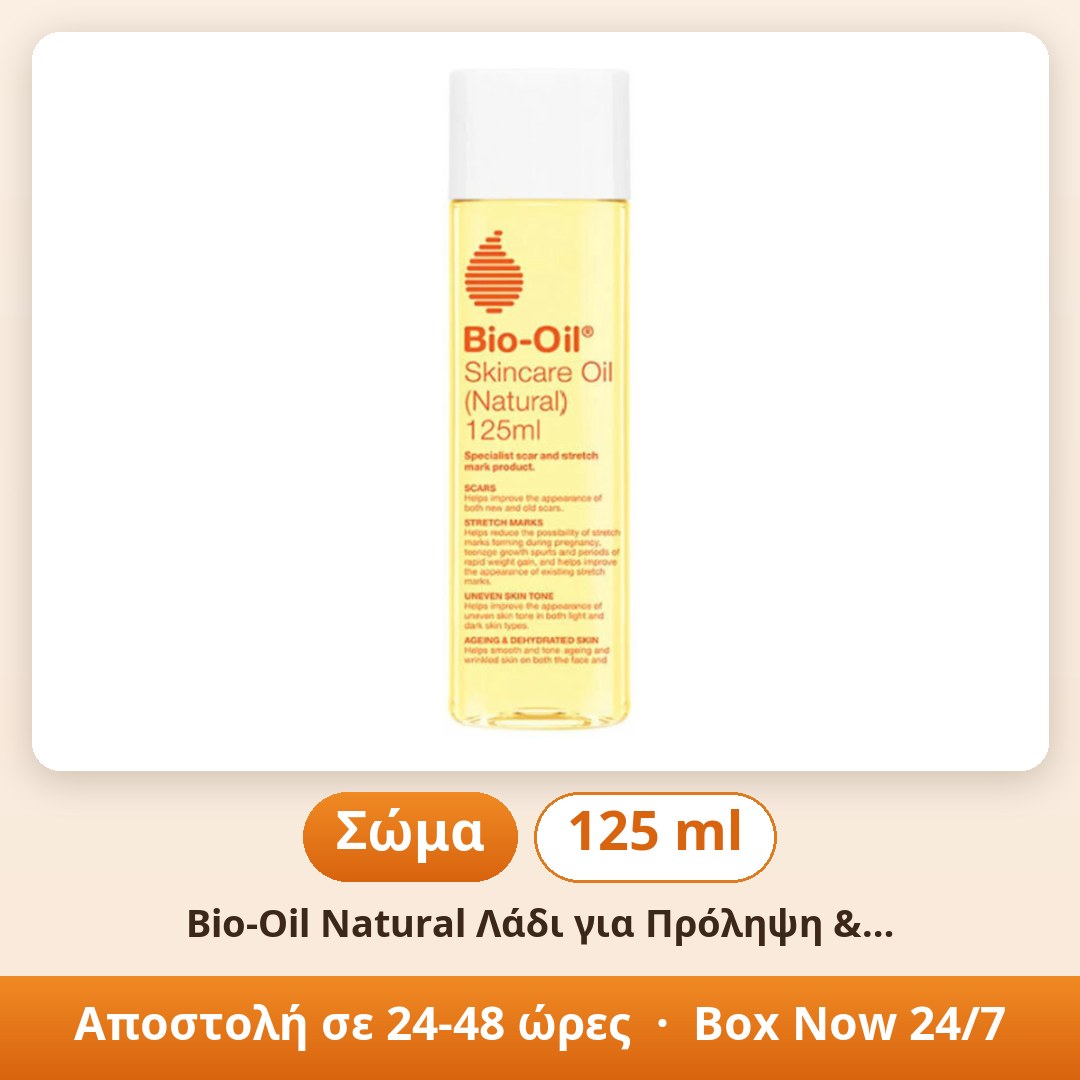 Bio-Oil®
Skincare Oil
(Natural)
125ml
Specialist scar and stretch
mark product.
SCARS
Helps improve the appearance of
both new and old scars.
STRETCH MARKS
Helps reduce the possibility of stretch
marks forming during pregnancy,
teenage growth spurts and periods of
rapid weight gain, and helps improve
the appearance of existing stretch
marks.
UNEVEN SKIN TONE
Helps improve the appearance of
uneven skin tone in both light and
dark skin types.
AGEING & DEHYDRATED SKIN
Helps smooth and tone ageing and
wrinkled skin on both the face and
Σώμα
125 ml
Bio-Oil Natural Λάδι για Πρόληψη &...
Αποστολή σε 24-48 ώρες · Box Now 24/7